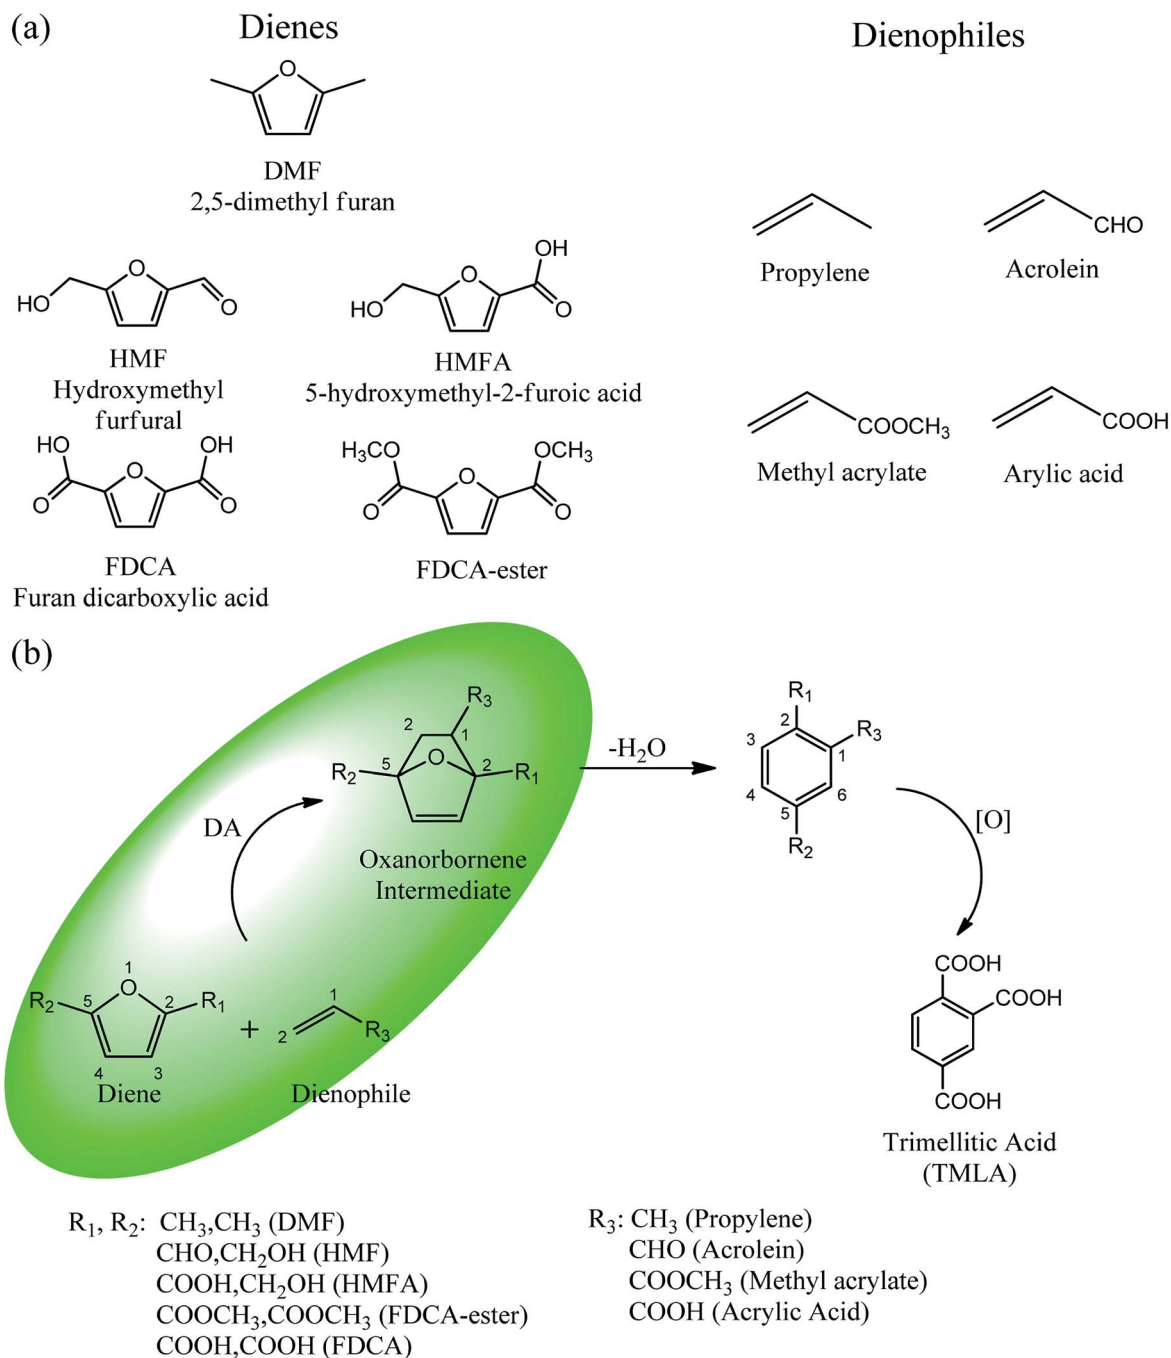 (a)
Dienes
Dienophiles
O
DMF
2,5-dimethyl furan
HO
O
O
HMF
Hydroxymethyl
furfural
OH
HO
O
O
HMFA
5-hydroxymethyl-2-furoic acid
CHO
Propylene
Acrolein
HO
OH
O
O
O
FDCA
Furan dicarboxylic acid
H₃CO
OCH₃
O
O
O
FDCA-ester
COOCH₃
COOH
Methyl acrylate
Arylic acid
(b)
R₃
2
1
R₂
5
O
2
R₁
Oxanorbornene
Intermediate
DA
-H₂O
R₁
2
R₃
3
1
4
6
5
R₂
[O]
1
R₂
5
O
2
R₁
4
3
Diene
+
1
2
R₃
Dienophile
COOH
COOH
COOH
Trimellitic Acid
(TMLA)
R₁, R₂: CH₃,CH₃ (DMF)
CHO,CH₂OH (HMF)
COOH,CH₂OH (HMFA)
COOCH₃,COOCH₃ (FDCA-ester)
COOH,COOH (FDCA)
R₃: CH₃ (Propylene)
CHO (Acrolein)
COOCH₃ (Methyl acrylate)
COOH (Acrylic Acid)